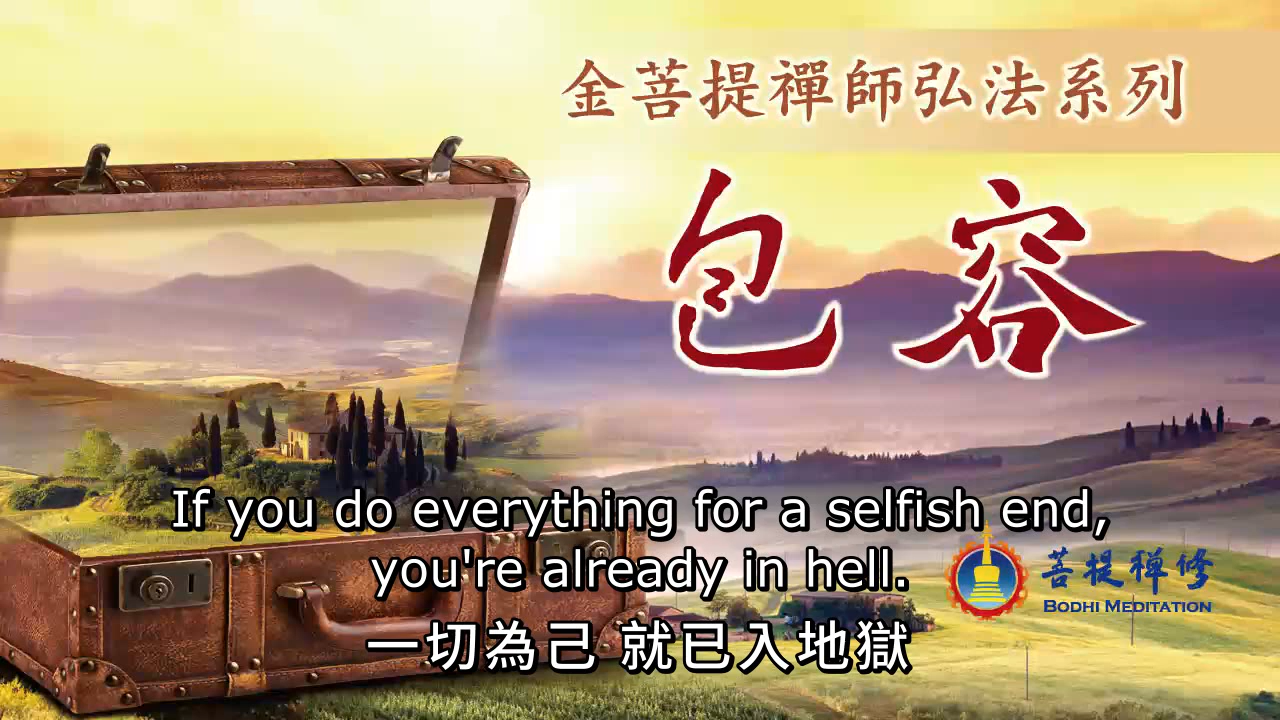 金菩提禪師弘法系列
包容
If you do everything for a selfish end,
you're already in hell.
菩提禪修
BODHI MEDITATION
一切為己 就已入地獄